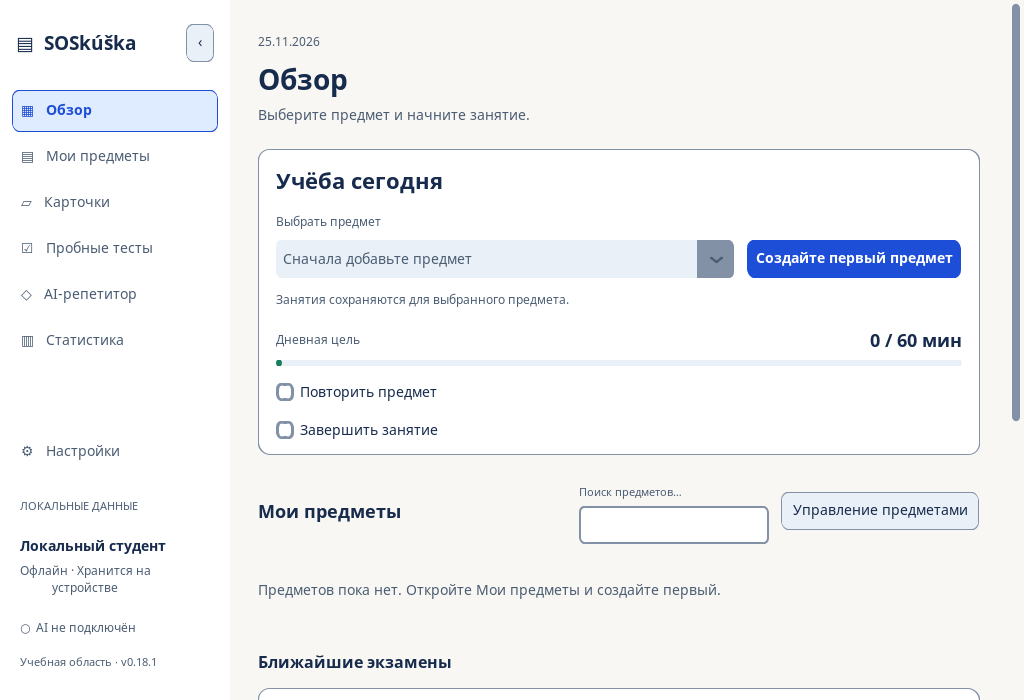 SOSkúška
‹
Обзор
Мои предметы
Карточки
Пробные тесты
AI-репетитор
Статистика
Настройки
ЛОКАЛЬНЫЕ ДАННЫЕ
Локальный студент
Офлайн · Хранится на
устройстве
AI не подключён
Учебная область · v0.18.1
25.11.2026
Обзор
Выберите предмет и начните занятие.
Учёба сегодня
Выбрать предмет
Сначала добавьте предмет
Создайте первый предмет
Занятия сохраняются для выбранного предмета.
Дневная цель
0 / 60 мин
Повторить предмет
Завершить занятие
Мои предметы
Поиск предметов...
Управление предметами
Предметов пока нет. Откройте Мои предметы и создайте первый.
Ближайшие экзамены